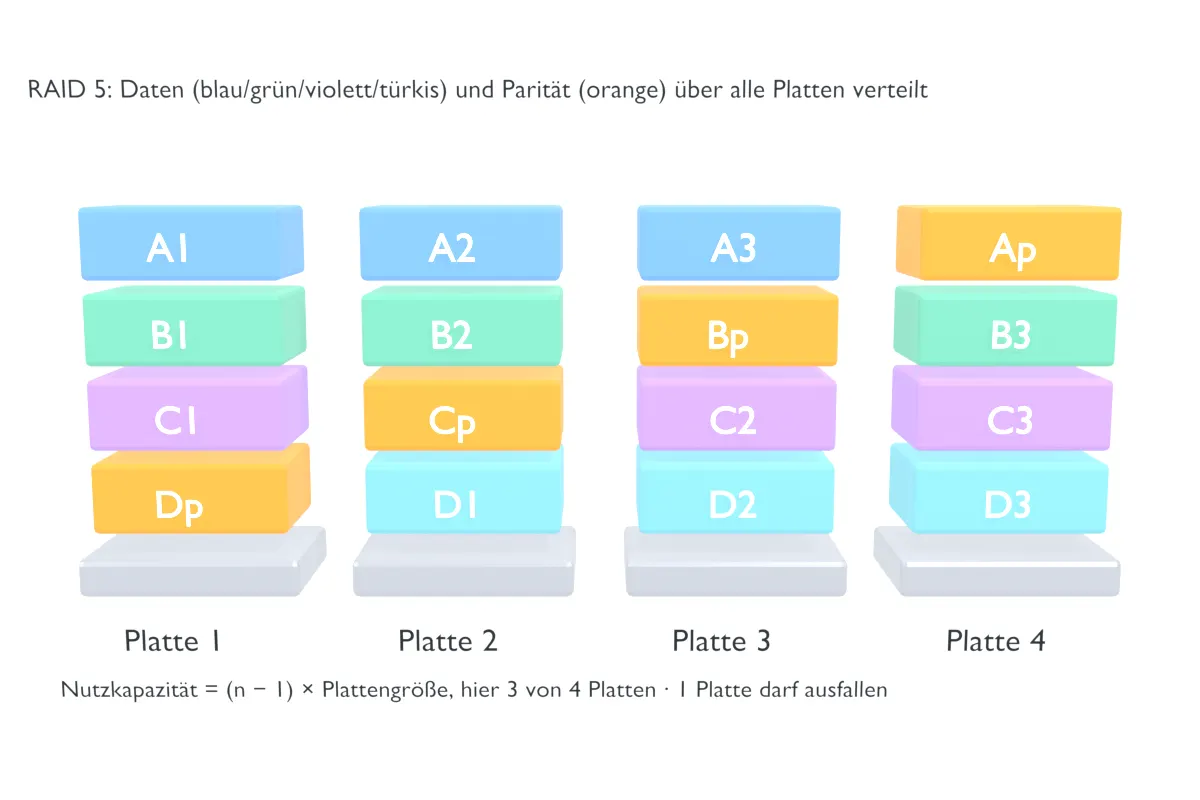 RAID 5: Daten (blau/grün/violett/türkis) und Parität (orange) über alle Platten verteilt
A1 A2 A3 Ap
B1 B2 Bp B3
C1 Cp C2 C3
Dp D1 D2 D3
Platte 1 Platte 2 Platte 3 Platte 4
Nutzkapazität = (n − 1) × Plattengröße, hier 3 von 4 Platten · 1 Platte darf ausfallen